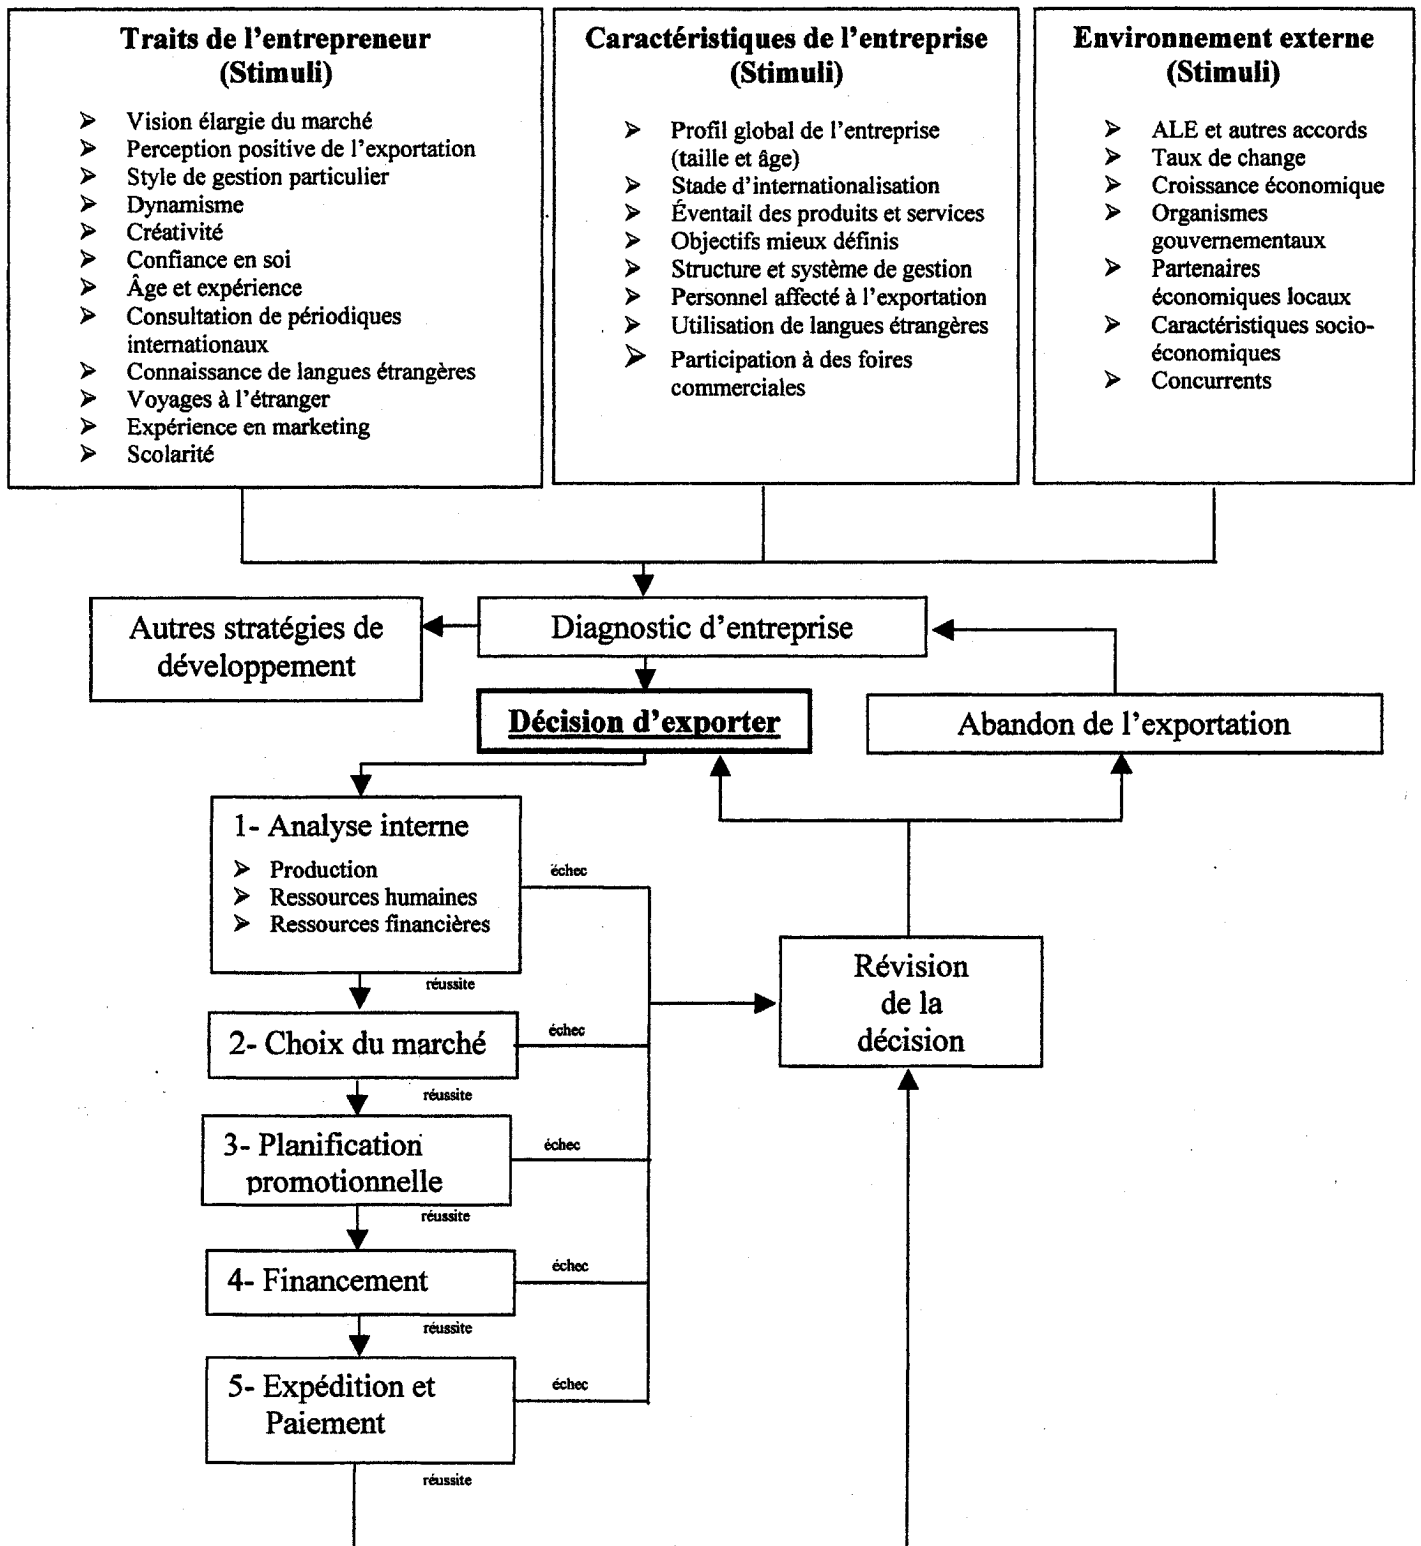 Traits de l'entrepreneur
(Stimuli)
➢ Vision élargie du marché
➢ Perception positive de l'exportation
➢ Style de gestion particulier
➢ Dynamisme
➢ Créativité
➢ Confiance en soi
➢ Âge et expérience
➢ Consultation de périodiques
internationaux
➢ Connaissance de langues étrangères
➢ Voyages à l'étranger
➢ Expérience en marketing
➢ Scolarité
Caractéristiques de l'entreprise
(Stimuli)
➢ Profil global de l'entreprise
(taille et âge)
➢ Stade d'internationalisation
➢ Éventail des produits et services
➢ Objectifs mieux définis
➢ Structure et système de gestion
➢ Personnel affecté à l'exportation
➢ Utilisation de langues étrangères
➢ Participation à des foires
commerciales
Environnement externe
(Stimuli)
➢ ALE et autres accords
➢ Taux de change
➢ Croissance économique
➢ Organismes
gouvernementaux
➢ Partenaires
économiques locaux
➢ Caractéristiques socio-
économiques
➢ Concurrents
Autres stratégies de
développement
Diagnostic d'entreprise
Décision d'exporter
Abandon de l'exportation
1- Analyse interne
➢ Production
➢ Ressources humaines
➢ Ressources financières
échec
réussite
2- Choix du marché
échec
réussite
3- Planification
promotionnelle
échec
réussite
4- Financement
échec
réussite
5- Expédition et
Paiement
échec
réussite
Révision
de la
décision